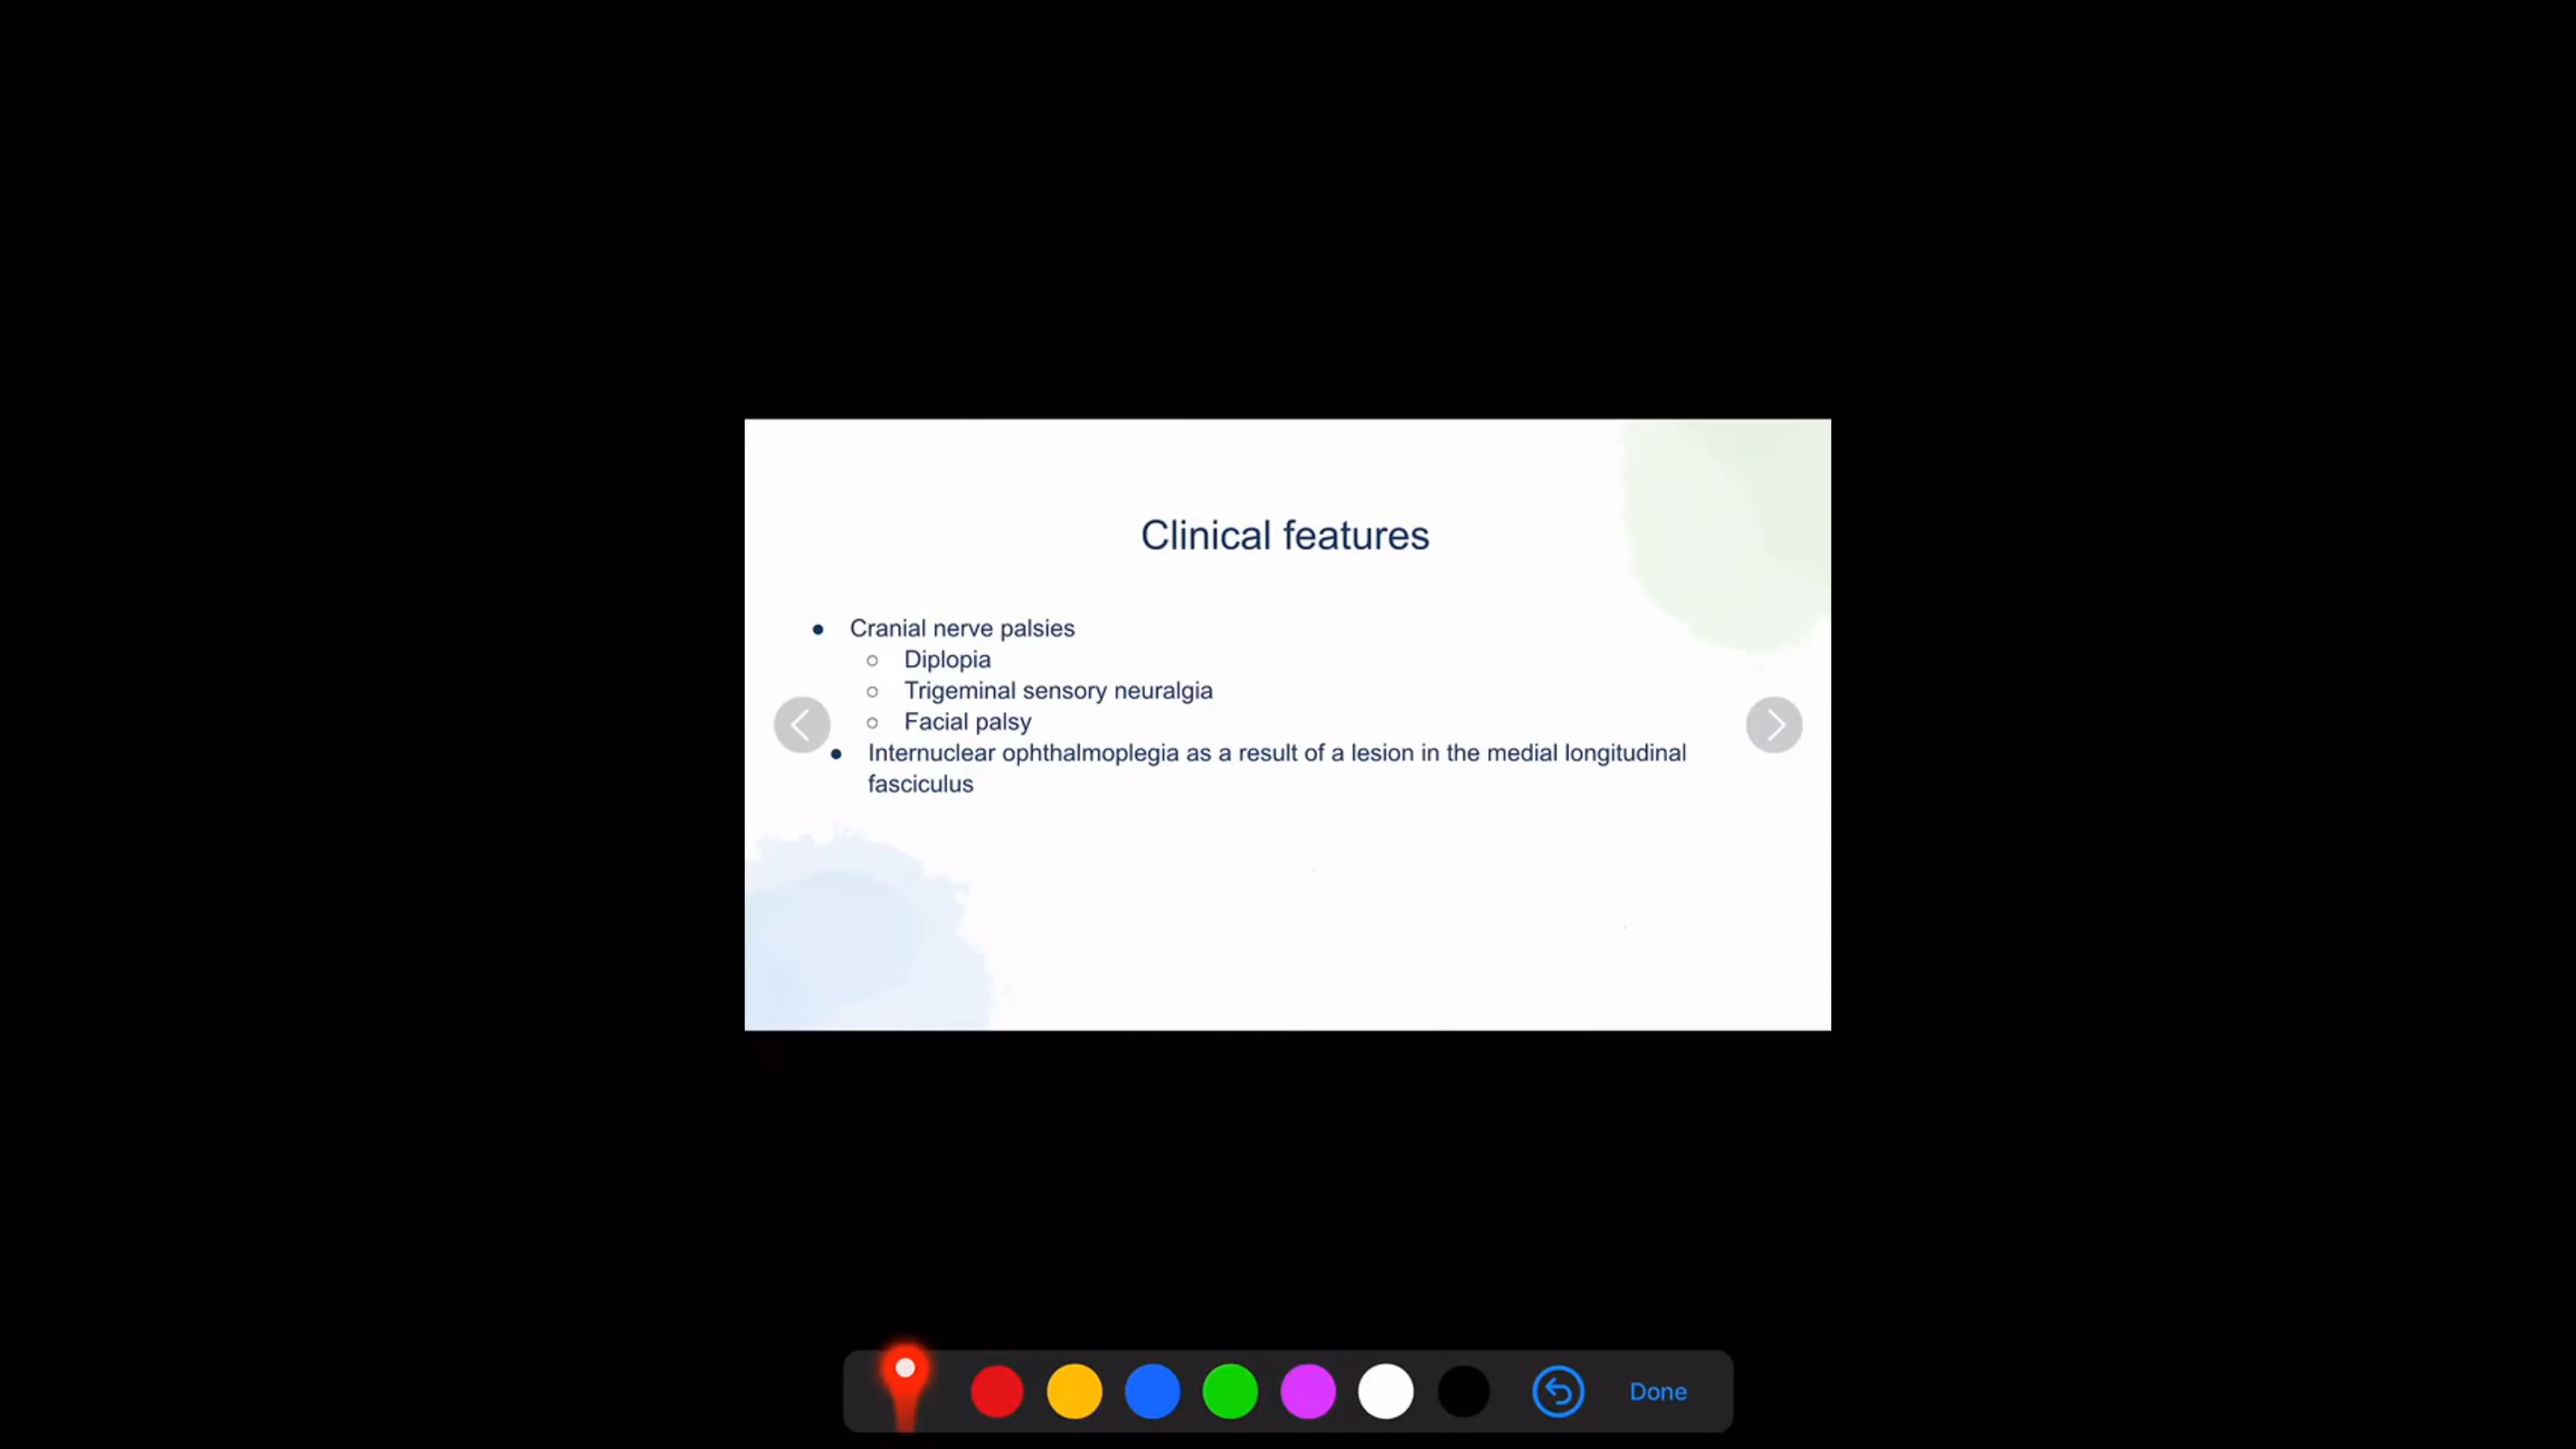 Clinical features
● Cranial nerve palsies
○ Diplopia
○ Trigeminal sensory neuralgia
○ Facial palsy
● Internuclear ophthalmoplegia as a result of a lesion in the medial longitudinal
fasciculus
Done